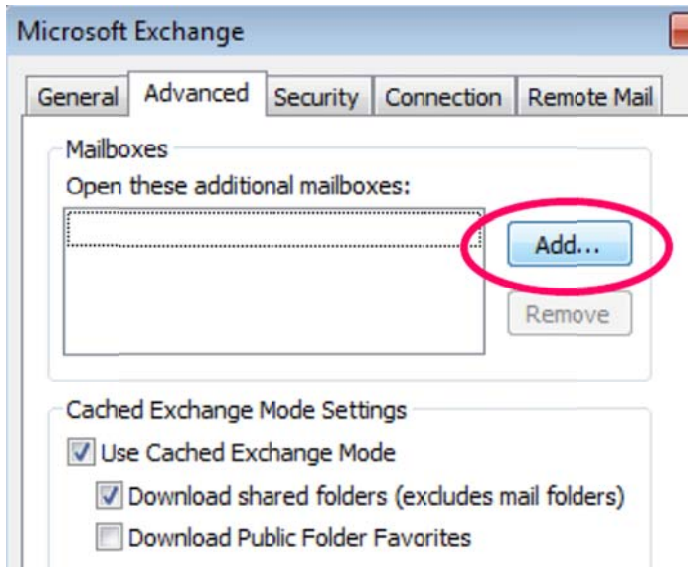 Microsoft Exchange
General Advanced Security Connection Remote Mail
Mailboxes
Open these additional mailboxes:
Add...
Remove
Cached Exchange Mode Settings
Use Cached Exchange Mode
Download shared folders (excludes mail folders)
Download Public Folder Favorites